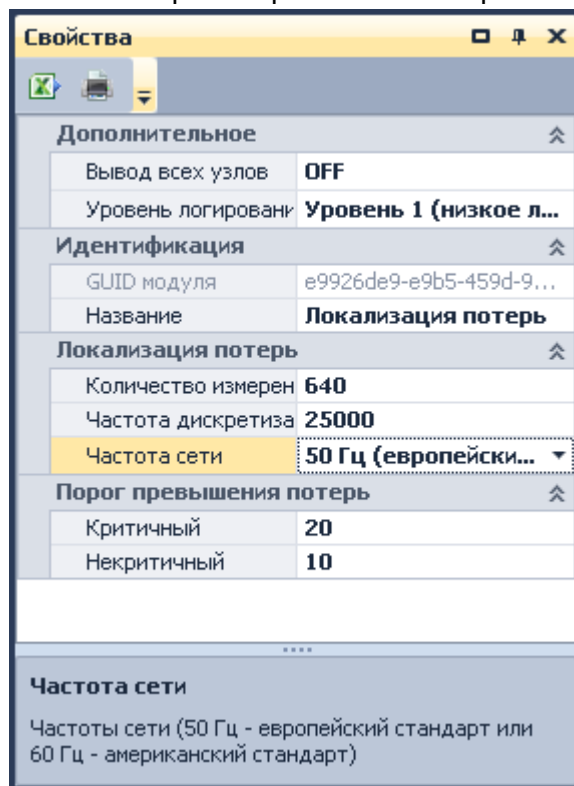 Свойства
Дополнительное
Вывод всех узлов OFF
Уровень логировани Уровень 1 (низкое л...
Идентификация
GUID модуля e9926de9-e9b5-459d-9...
Название Локализация потерь
Локализация потерь
Количество измерен 640
Частота дискретиза 25000
Частота сети 50 Гц (европейски...
Порог превышения потерь
Критичный 20
Некритичный 10
Частота сети
Частоты сети (50 Гц - европейский стандарт или
60 Гц - американский стандарт)